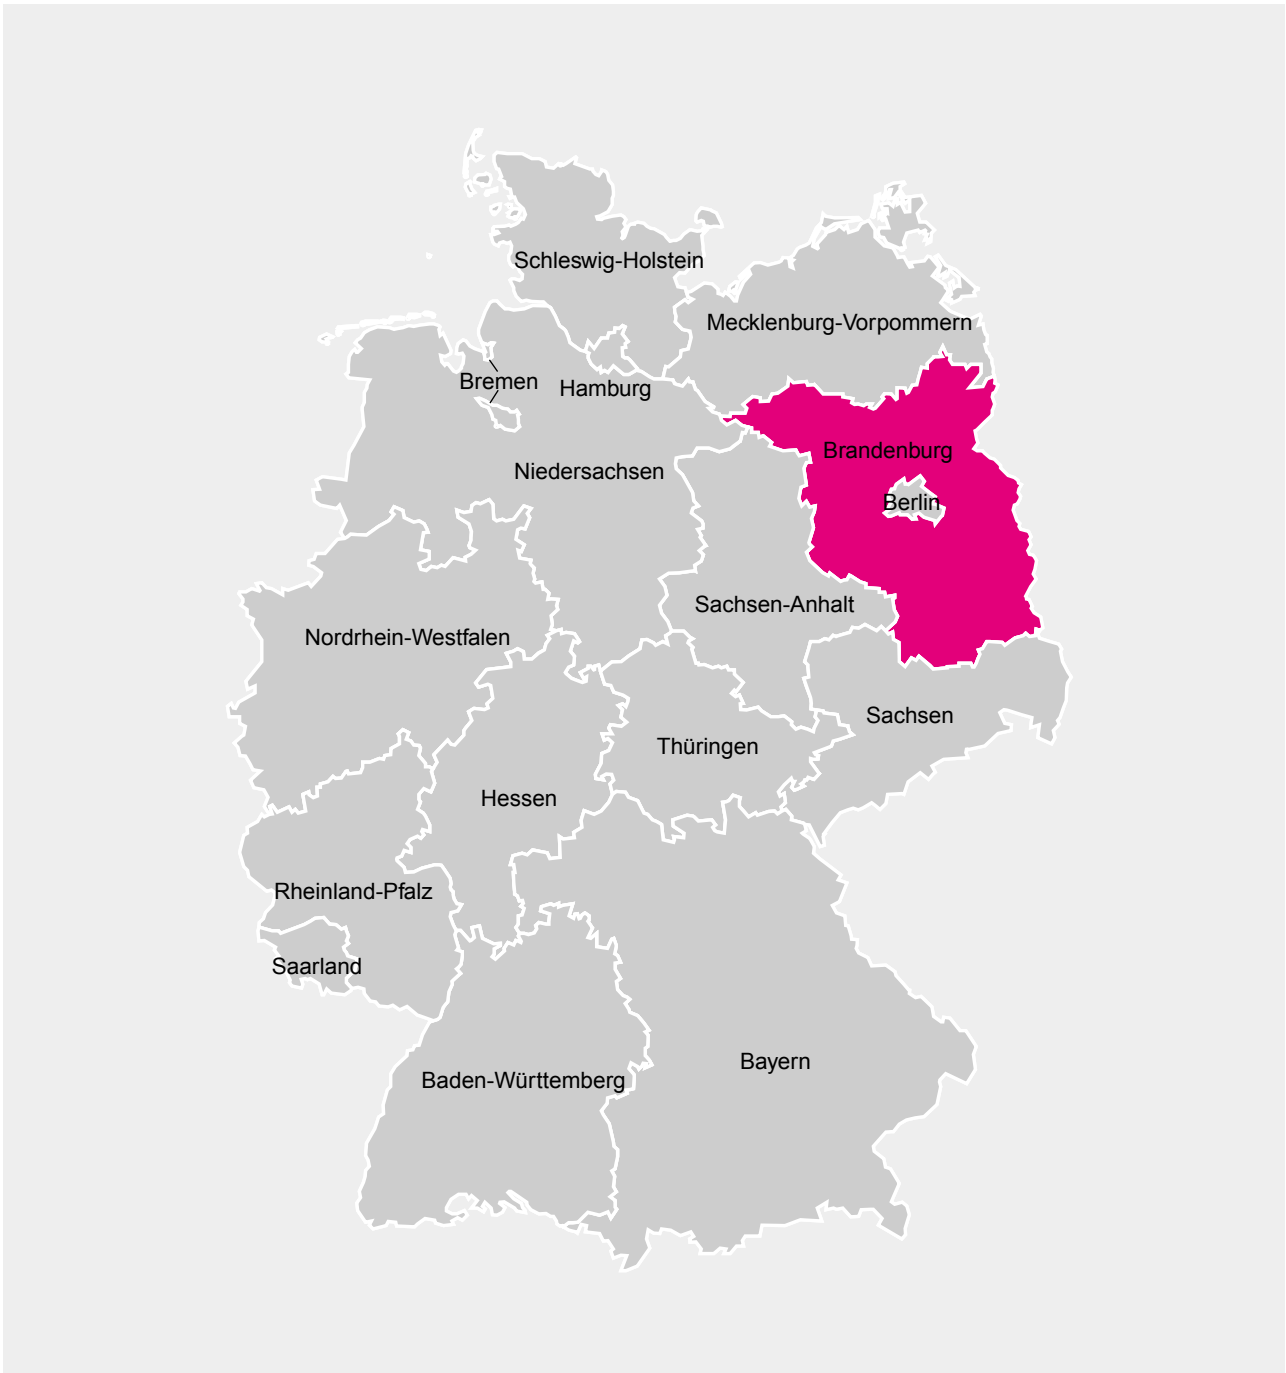 Schleswig-Holstein
Mecklenburg-Vorpommern
Bremen
Hamburg
Brandenburg
Niedersachsen
Berlin
Sachsen-Anhalt
Nordrhein-Westfalen
Sachsen
Thüringen
Hessen
Rheinland-Pfalz
Saarland
Bayern
Baden-Württemberg